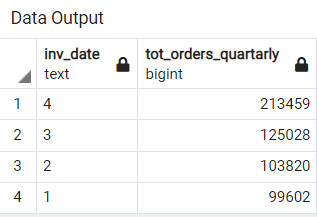 Data Output
inv_date tot_orders_quartarly
text bigint
1 4 213459
2 3 125028
3 2 103820
4 1 99602